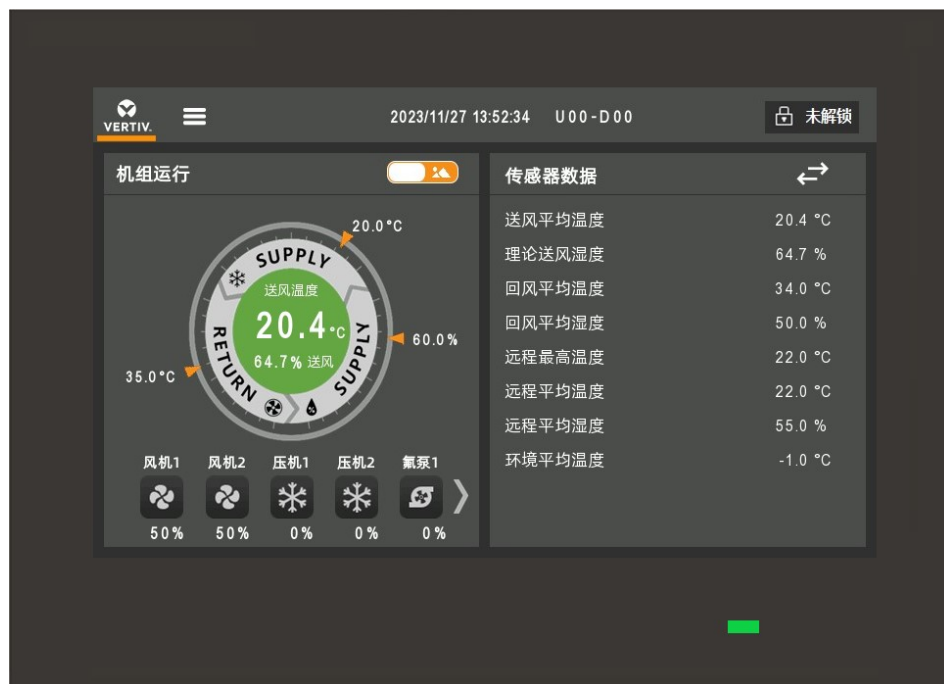 VERTIV.
2023/11/27 13:52:34 U00-D00
未解锁
机组运行
20.0°C
SUPPLY
送风温度
20.4°C
64.7% 送风
SUPPLY
60.0%
RETURN
35.0°C
风机1 风机2 压机1 压机2 氟泵1
50% 50% 0% 0% 0%
传感器数据
送风平均温度 20.4 °C
理论送风湿度 64.7 %
回风平均温度 34.0 °C
回风平均湿度 50.0 %
远程最高温度 22.0 °C
远程平均温度 22.0 °C
远程平均湿度 55.0 %
环境平均温度 -1.0 °C